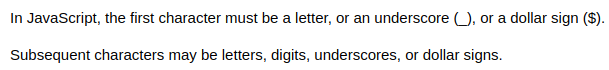 In JavaScript, the first character must be a letter, or an underscore (_), or a dollar sign ($).
Subsequent characters may be letters, digits, underscores, or dollar signs.